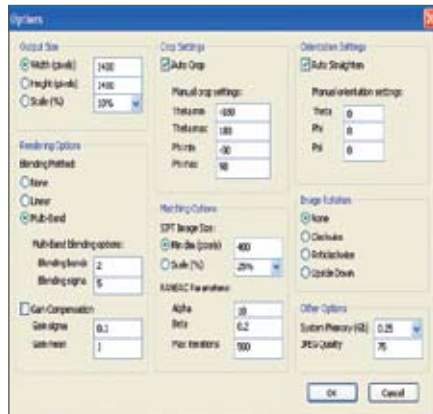 Options
Output Size
Width (pixels) 1400
Height (pixels) 1400
Scale (%) 10%
Rendering Options
Blending Method:
None
Linear
Multi-Band
Multi-Band blending options:
Blending bands 2
Blending sigma 5
Gain Compensation
Gain sigma 0.1
Gain mean 1
Crop Settings
Auto Crop
Manual crop settings:
Theta min -180
Theta max 180
Phi min -90
Phi max 90
Matching Options
SIFT Image Size:
Min dim (pixels) 400
Scale (%) 25%
RANSAC Parameters:
Alpha 10
Beta 0.2
Max iterations 500
Orientation Settings
Auto Straighten
Manual orientation settings:
Theta 0
Phi 0
Psi 0
Image Rotation
None
Clockwise
Anticlockwise
Upside Down
Other Options
System Memory (GB) 0.25
JPEG Quality 75
OK Cancel